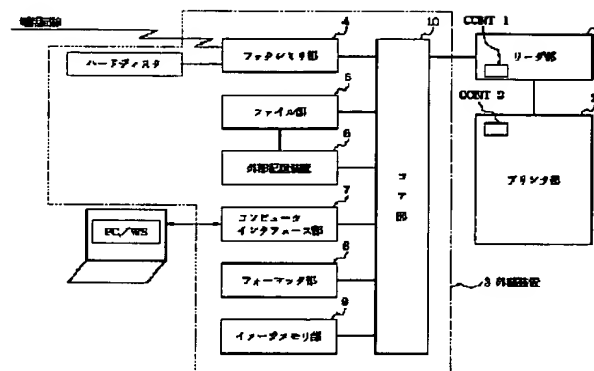 4
10
CONT 1
ファクシミリ部
リーダ部
ハードディスク
5
CONT 2
ファイル部
6
プリンタ部
外部記憶装置
7
コア部
コンピュータ
インタフェース部
PC/WS
8
フォーマッタ部
3 外部装置
9
イメージメモリ部